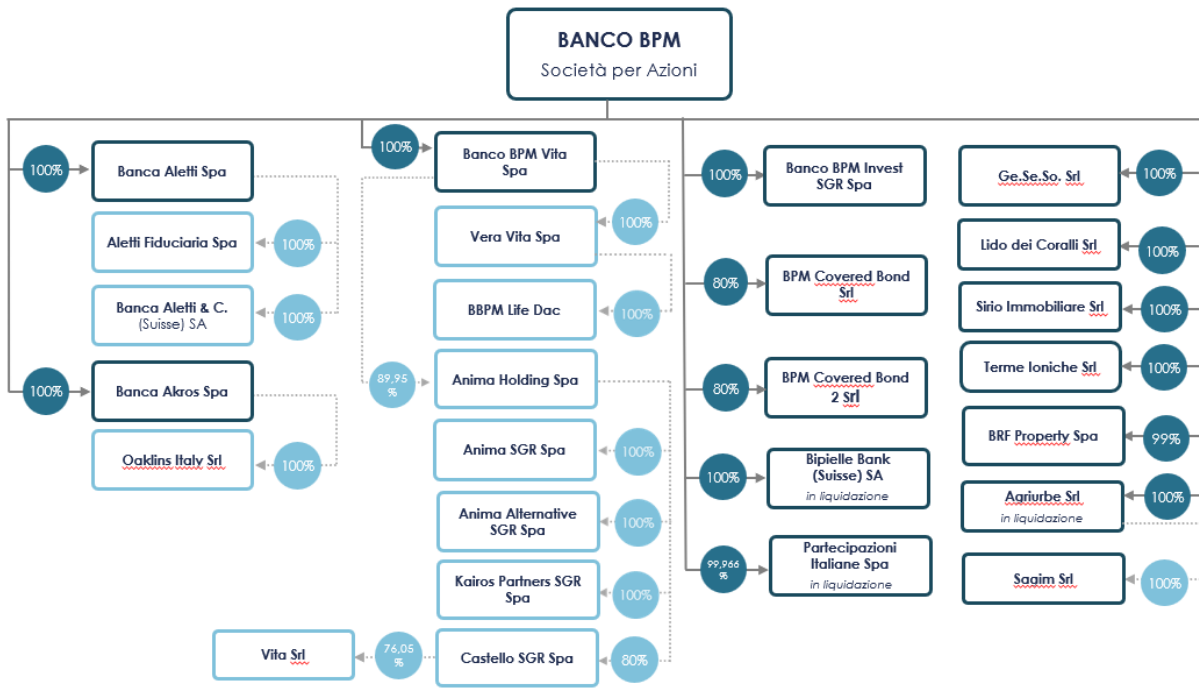 BANCO BPM
Società per Azioni
100%
Banca Aletti Spa
Aletti Fiduciaria Spa
100%
Banca Aletti & C.
(Suisse) SA
100%
100%
Banca Akros Spa
Oaklins Italy Srl
100%
100%
Banco BPM Vita
Spa
Vera Vita Spa
100%
BBPM Life Dac
100%
89,95
%
Anima Holding Spa
Anima SGR Spa
100%
Anima Alternative
SGR Spa
100%
Kairos Partners SGR
Spa
100%
Vita Srl
76,05
%
Castello SGR Spa
80%
100%
Banco BPM Invest
SGR Spa
80%
BPM Covered Bond
Srl
80%
BPM Covered Bond
2 Srl
100%
Bipielle Bank
(Suisse) SA
in liquidazione
99,966
%
Partecipazioni
Italiane Spa
in liquidazione
Ge.Se.So. Srl
100%
Lido dei Coralli Srl
100%
Sirio Immobiliare Srl
100%
Terme Ioniche Srl
100%
BRF Property Spa
99%
Agriurbe Srl
in liquidazione
100%
Sagim Srl
100%